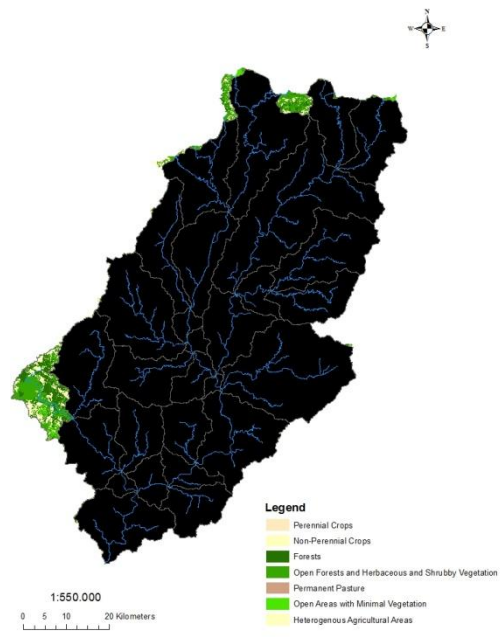 N
W E
S
Legend
Perennial Crops
Non-Perennial Crops
Forests
Open Forests and Herbaceous and Shrubby Vegetation
Permanent Pasture
Open Areas with Minimal Vegetation
Heterogenous Agricultural Areas
1:550.000
0 5 10 20 Kilometers